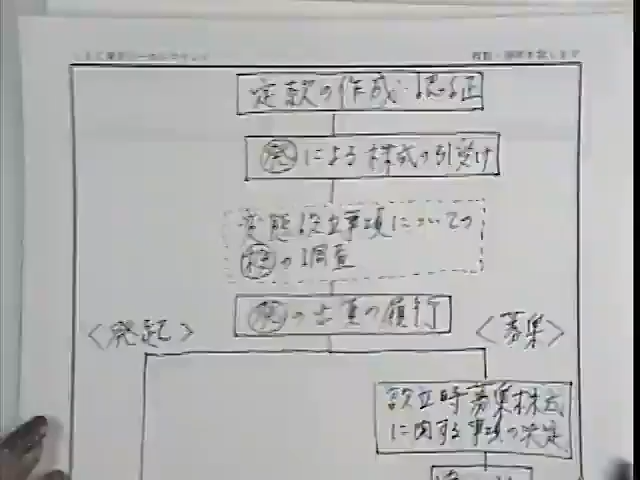 定款の作成・認証
発による株式の引受け
変態設立事項についての
検の調査
発の出資の履行
<発起>
<募集>
設立時募集株式
に関する事項の決定